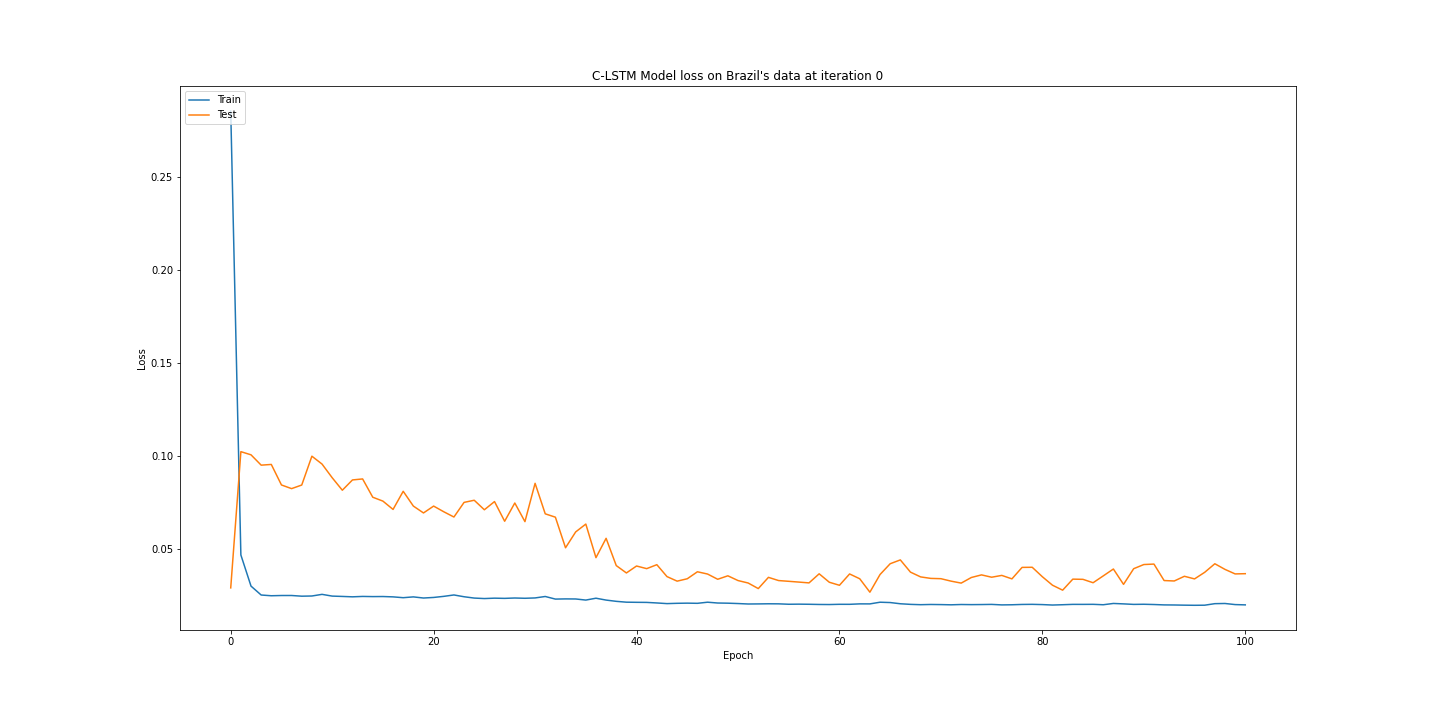 C-LSTM Model loss on Brazil's data at iteration 0
Train
Test
0.25
0.20
0.15
0.10
0.05
Loss
0 20 40 60 80 100
Epoch